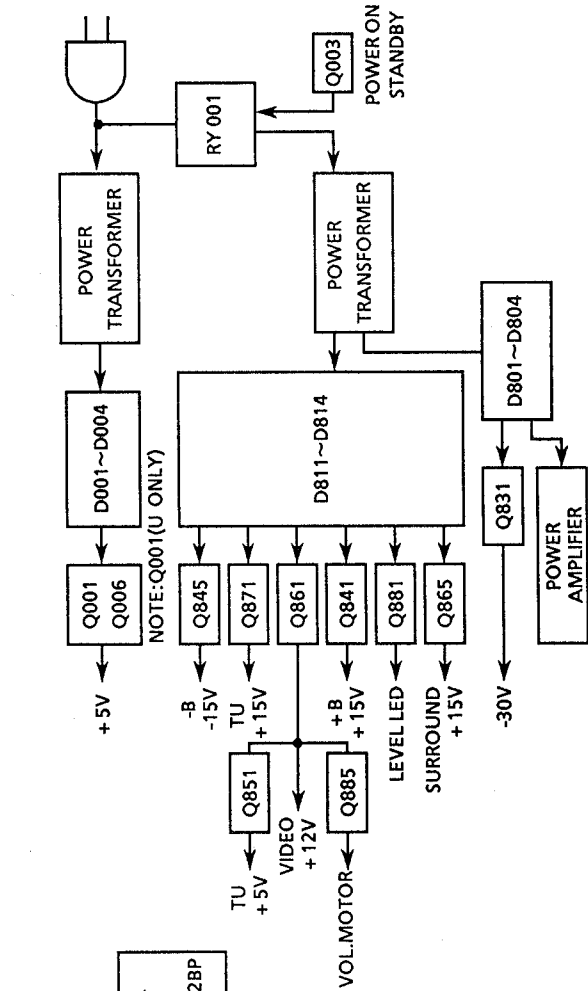 POWER ON
STANDBY
Q003
RY 001
POWER
TRANSFORMER
POWER
TRANSFORMER
D001~D004
D811~D814
D801~D804
Q001
Q006
NOTE:Q001(U ONLY)
Q845
Q871
Q861
Q841
Q881
Q865
Q831
POWER
AMPLIFIER
+5V
-B
-15V
TU
+15V
+B
+15V
LEVEL LED
SURROUND
+15V
-30V
Q851
Q885
TU
+5V
VIDEO
+12V
VOL.MOTOR
2BP